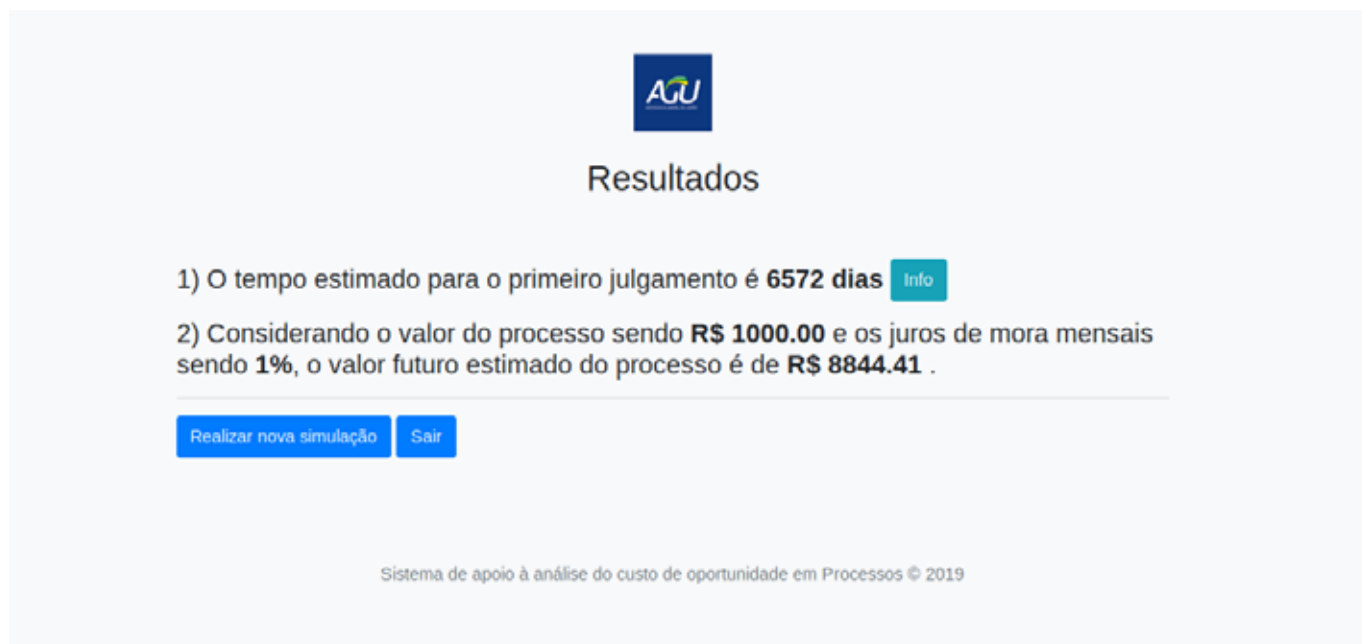 AGU
Resultados
1) O tempo estimado para o primeiro julgamento é 6572 dias Info
2) Considerando o valor do processo sendo R$ 1000.00 e os juros de mora mensais
sendo 1%, o valor futuro estimado do processo é de R$ 8844.41 .
Realizar nova simulação Sair
Sistema de apoio à análise do custo de oportunidade em Processos © 2019